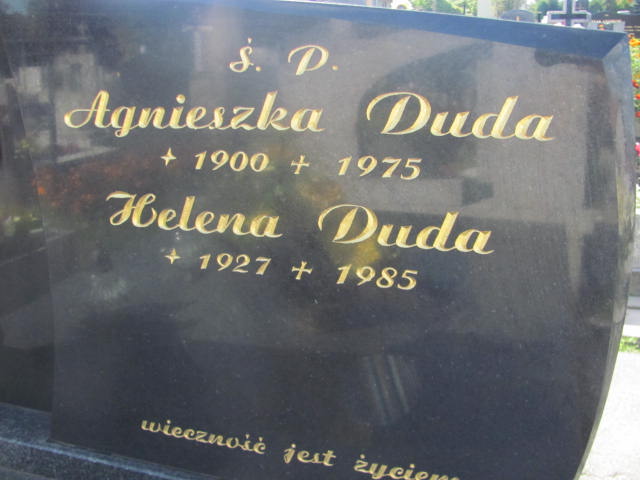 Ś. P.
Agnieszka Duda
✦ 1900 ✝ 1975
Helena Duda
✦ 1927 ✝ 1985
wieczność jest życiem